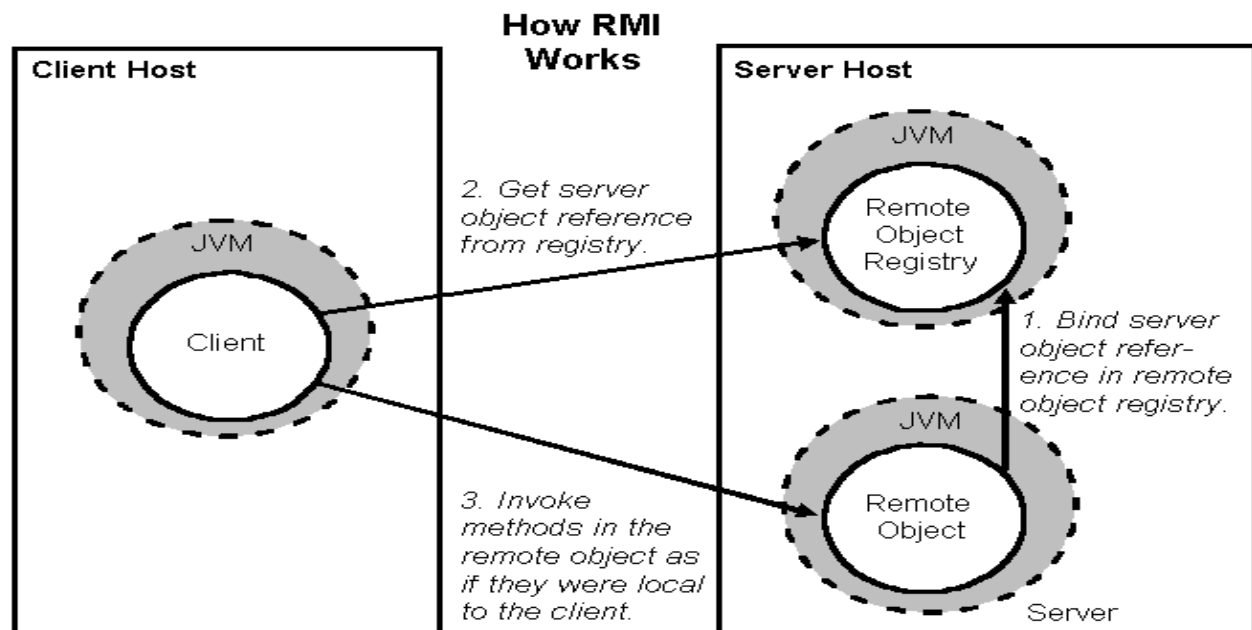 How RMI
Works
Client Host
JVM
Client
2. Get server
object reference
from registry.
3. Invoke
methods in the
remote object as
if they were local
to the client.
Server Host
JVM
Remote
Object
Registry
1. Bind server
object refer-
ence in remote
object registry.
JVM
Remote
Object
Server